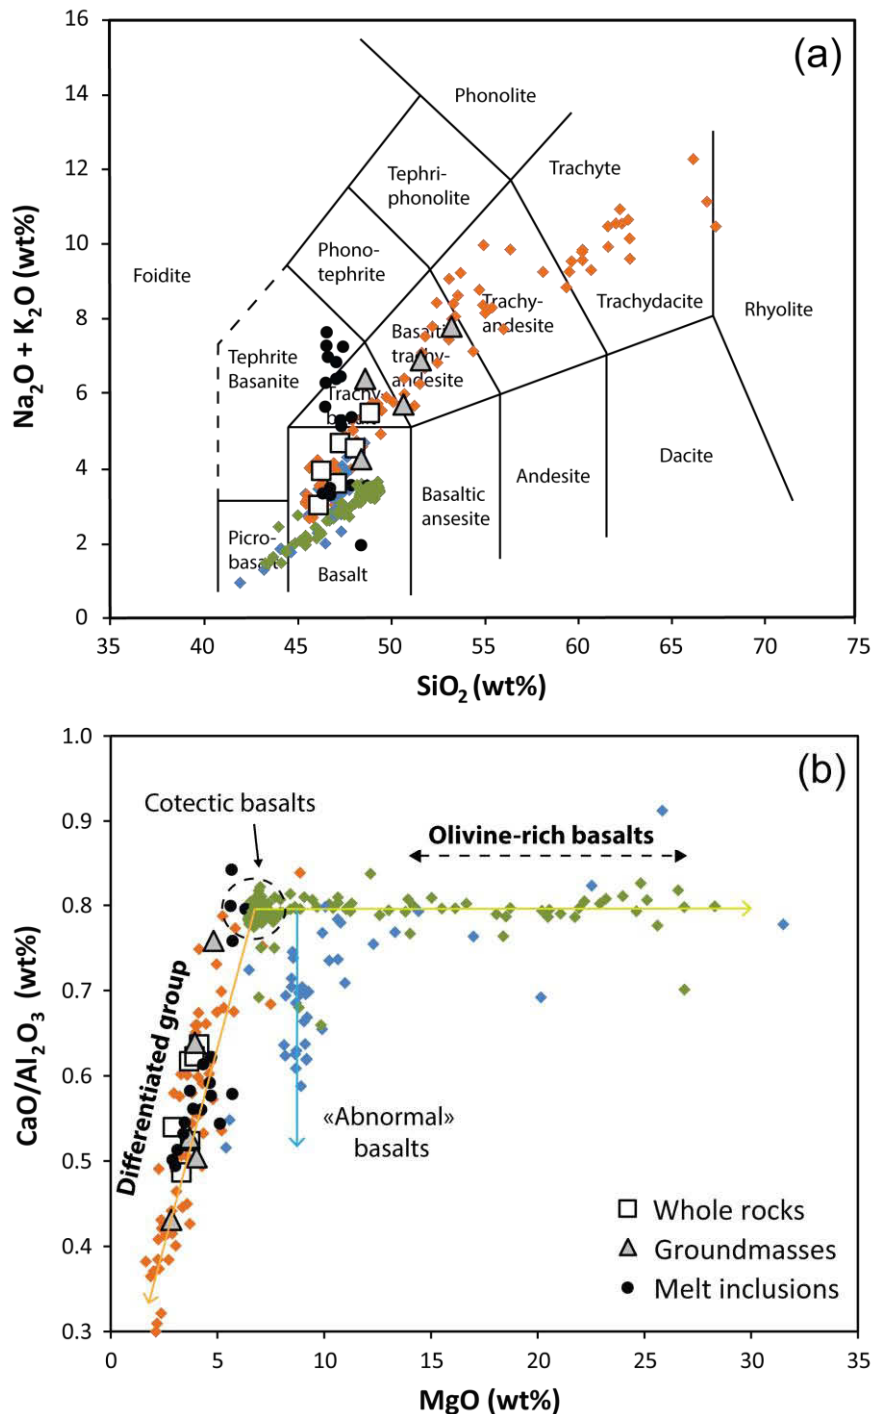 (a)
16
14
12
10
8
6
4
2
0
Na₂O + K₂O (wt%)
Phonolite
Tephri-
phonolite
Trachyte
Phono-
tephrite
Foidite
Tephrite
Basanite
Basaltic
trachy-
andesite
Trachy-
andesite
Trachydacite
Rhyolite
Trachy-
basalt
Picro-
basalt
Basalt
Basaltic
ansesite
Andesite
Dacite
35 40 45 50 55 60 65 70 75
SiO₂ (wt%)
(b)
1.0
0.9
0.8
0.7
0.6
0.5
0.4
0.3
CaO/Al₂O₃ (wt%)
Cotectic basalts
Olivine-rich basalts
Differentiated group
«Abnormal»
basalts
Whole rocks
Groundmasses
Melt inclusions
0 5 10 15 20 25 30 35
MgO (wt%)